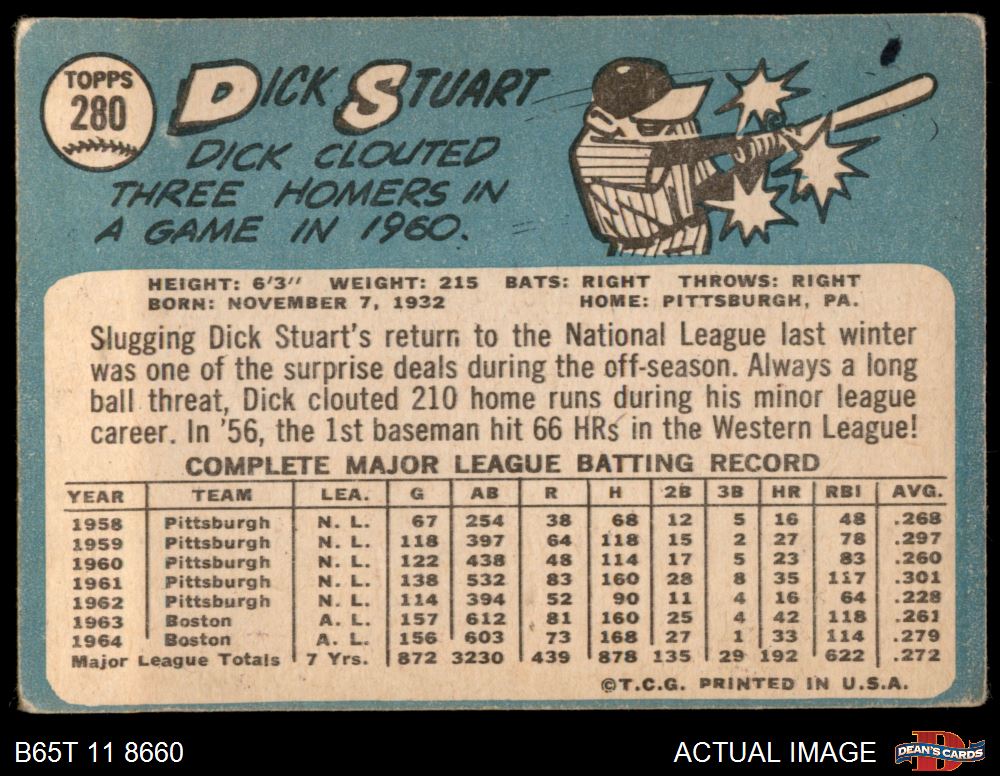 TOPPS
280
DICK STUART
DICK CLOUTED
THREE HOMERS IN
A GAME IN 1960.
HEIGHT: 6'3" WEIGHT: 215 BATS: RIGHT THROWS: RIGHT
BORN: NOVEMBER 7, 1932 HOME: PITTSBURGH, PA.
Slugging Dick Stuart's return to the National League last winter
was one of the surprise deals during the off-season. Always a long
ball threat, Dick clouted 210 home runs during his minor league
career. In '56, the 1st baseman hit 66 HRs in the Western League!
COMPLETE MAJOR LEAGUE BATTING RECORD
YEAR TEAM LEA. G AB R H 2B 3B HR RBI AVG.
1958 Pittsburgh N. L. 67 254 38 68 12 5 16 48 .268
1959 Pittsburgh N. L. 118 397 64 118 15 2 27 78 .297
1960 Pittsburgh N. L. 122 438 48 114 17 5 23 83 .260
1961 Pittsburgh N. L. 138 532 83 160 28 8 35 117 .301
1962 Pittsburgh N. L. 114 394 52 90 11 4 16 64 .228
1963 Boston A. L. 157 612 81 160 25 4 42 118 .261
1964 Boston A. L. 156 603 73 168 27 1 33 114 .279
Major League Totals 7 Yrs. 872 3230 439 878 135 29 192 622 .272
©T.C.G. PRINTED IN U.S.A.
B65T 11 8660 ACTUAL IMAGE DEAN'S CARDS